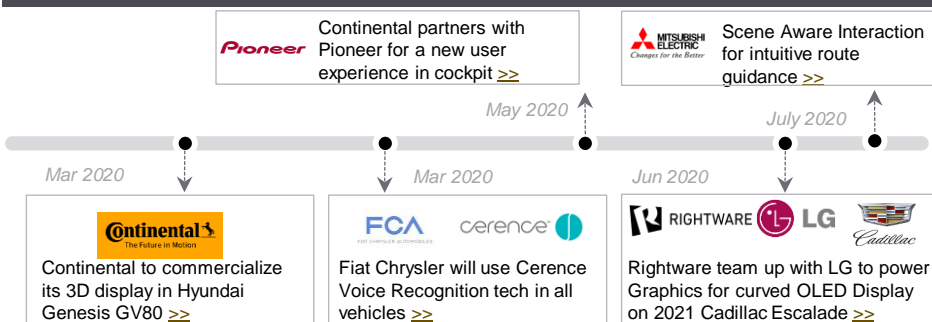 Pioneer
Continental partners with
Pioneer for a new user
experience in cockpit >>
MITSUBISHI
ELECTRIC
Changes for the Better
Scene Aware Interaction
for intuitive route
guidance >>
May 2020
July 2020
Mar 2020
Mar 2020
Jun 2020
Continental
The Future in Motion
Continental to commercialize
its 3D display in Hyundai
Genesis GV80 >>
FCA
FIAT CHRYSLER AUTOMOBILES
cerence
Fiat Chrysler will use Cerence
Voice Recognition tech in all
vehicles >>
RIGHTWARE
LG
Cadillac
Rightware team up with LG to power
Graphics for curved OLED Display
on 2021 Cadillac Escalade >>